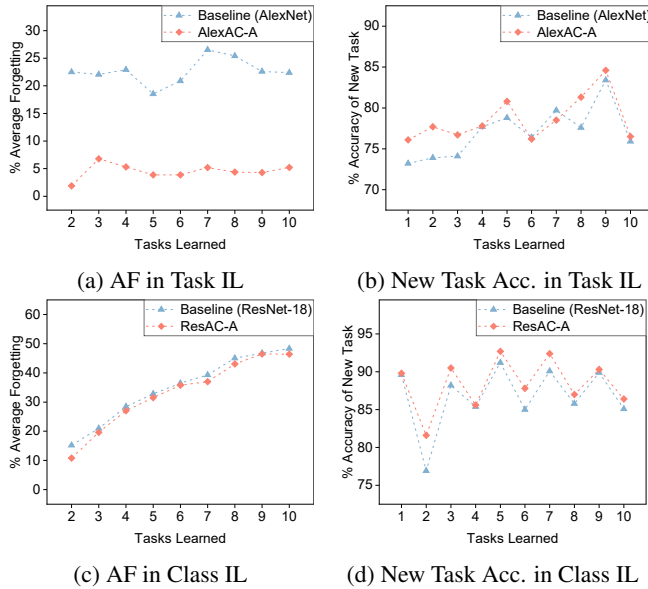 Baseline (AlexNet)
AlexAC-A
% Average Forgetting
30
25
20
15
10
5
0
2 3 4 5 6 7 8 9 10
Tasks Learned
(a) AF in Task IL
Baseline (AlexNet)
AlexAC-A
% Accuracy of New Task
90
85
80
75
70
1 2 3 4 5 6 7 8 9 10
Tasks Learned
(b) New Task Acc. in Task IL
Baseline (ResNet-18)
ResAC-A
% Average Forgetting
60
50
40
30
20
10
0
2 3 4 5 6 7 8 9 10
Tasks Learned
(c) AF in Class IL
Baseline (ResNet-18)
ResAC-A
% Accuracy of New Task
95
90
85
80
75
1 2 3 4 5 6 7 8 9 10
Tasks Learned
(d) New Task Acc. in Class IL